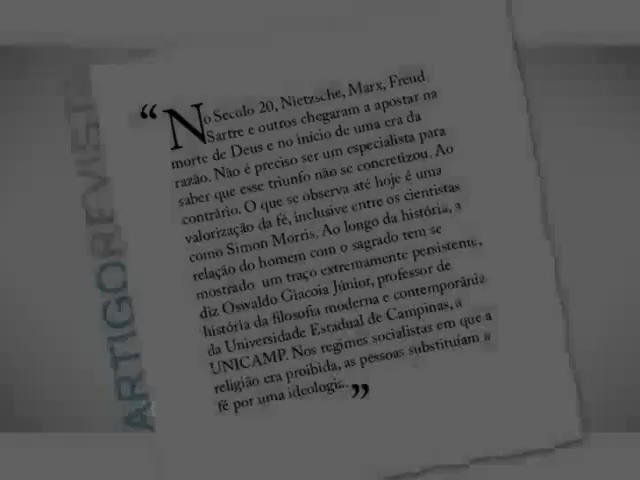 ARTIGOREVIST
“No Seculo 20, Nietzsche, Marx, Freud
Sartre e outros chegaram a apostar na
morte de Deus e no início de uma era da
razão. Não é preciso ser um especialista para
saber que esse triunfo não se concretizou. Ao
contrário. O que se observa até hoje é uma
valorização da fé, inclusive entre os cientistas
como Simon Morris. Ao longo da história, a
relação do homem com o sagrado tem se
mostrado um traço extremamente persistente,
diz Oswaldo Giacoia Júnior, professor de
história da filosofia moderna e contemporânia
da Universidade Estadual de Campinas, a
UNICAMP. Nos regimes socialistas em que a
religião era proibida, as pessoas substituíam a
fé por uma ideologia..”